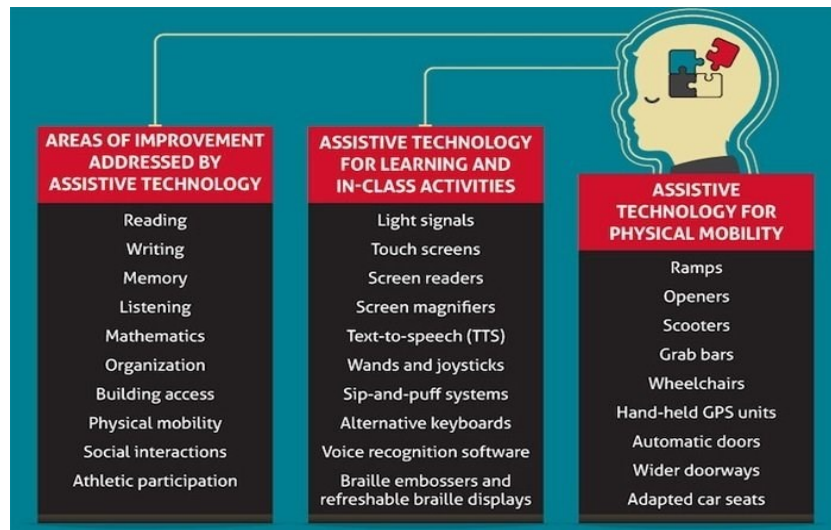 AREAS OF IMPROVEMENT
ADDRESSED BY
ASSISTIVE TECHNOLOGY
Reading
Writing
Memory
Listening
Mathematics
Organization
Building access
Physical mobility
Social interactions
Athletic participation
ASSISTIVE TECHNOLOGY
FOR LEARNING AND
IN-CLASS ACTIVITIES
Light signals
Touch screens
Screen readers
Screen magnifiers
Text-to-speech (TTS)
Wands and joysticks
Sip-and-puff systems
Alternative keyboards
Voice recognition software
Braille embossers and
refreshable braille displays
ASSISTIVE
TECHNOLOGY FOR
PHYSICAL MOBILITY
Ramps
Openers
Scooters
Grab bars
Wheelchairs
Hand-held GPS units
Automatic doors
Wider doorways
Adapted car seats